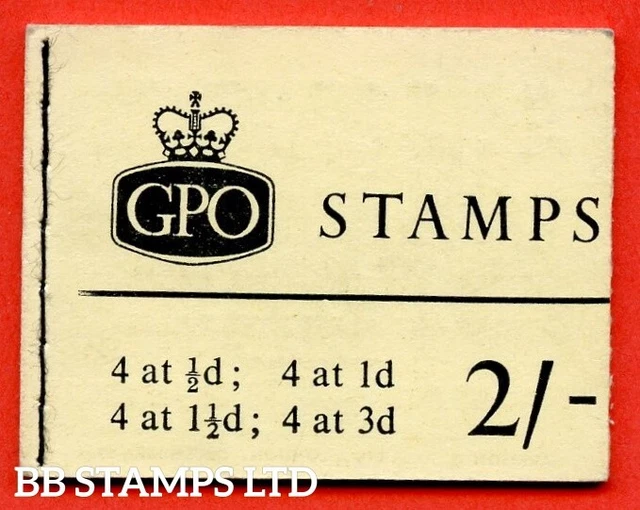 GPO STAMPS
4 at ½d; 4 at 1d
4 at 1½d; 4 at 3d
2/-
BB STAMPS LTD